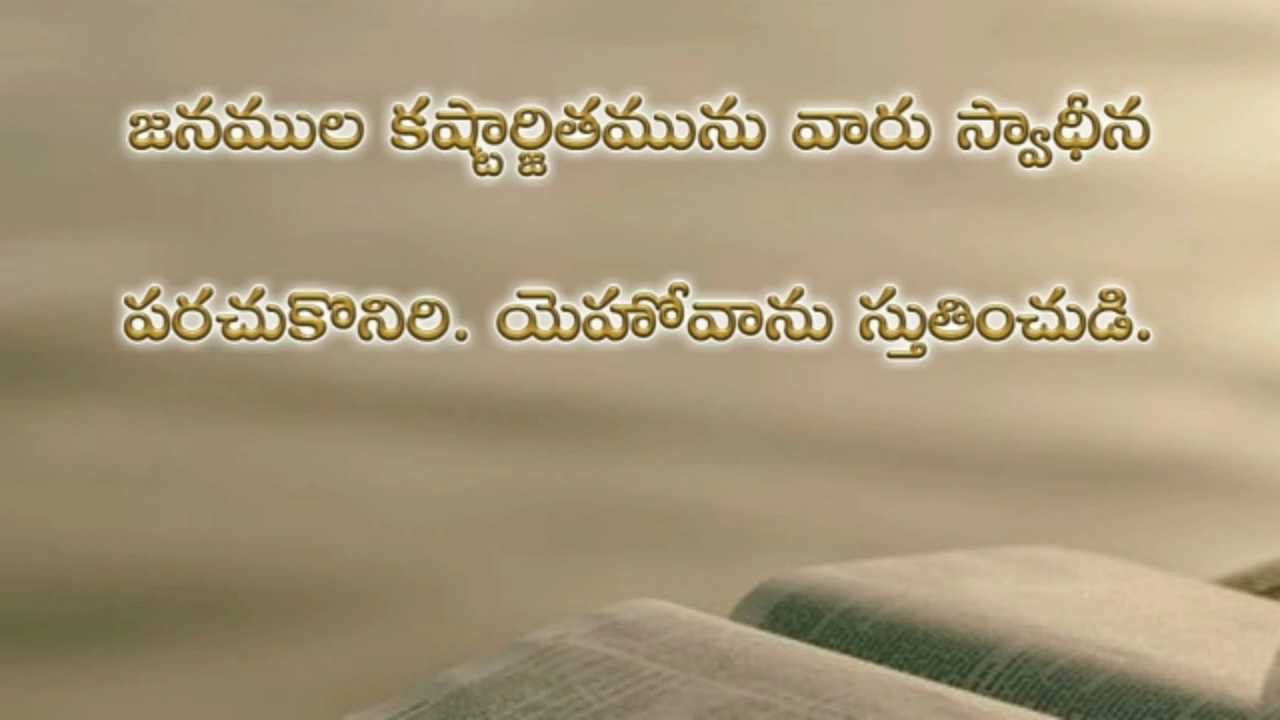 జనముల కష్టార్జితమును వారు స్వాధీన
పరచుకొనిరి. యెహోవాను స్తుతించుడి.